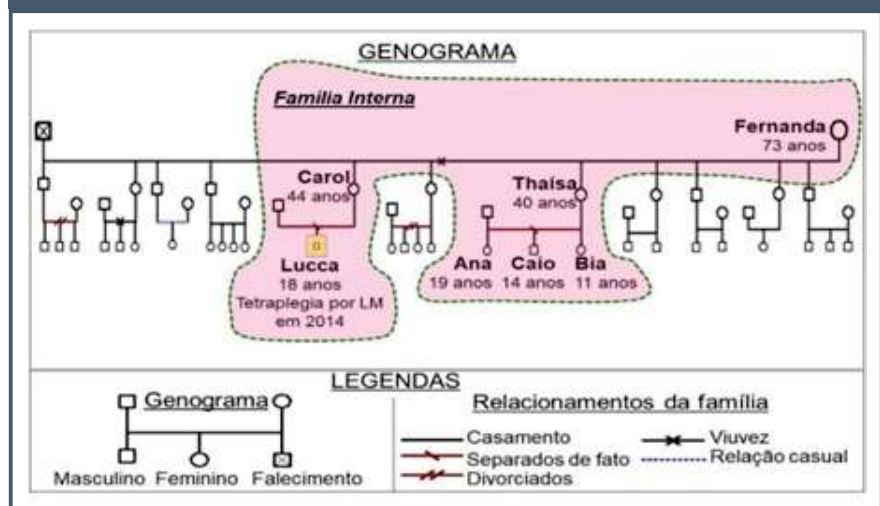 GENOGRAMA
Família Interna
Fernanda
73 anos
Carol
44 anos
Thaísa
40 anos
Lucca
18 anos
Tetraplegia por LM
em 2014
Ana Caio Bia
19 anos 14 anos 11 anos
LEGENDAS
Genograma
Masculino Feminino Falecimento
Relacionamentos da família
Casamento Viuvez
Separados de fato Relação casual
Divorciados